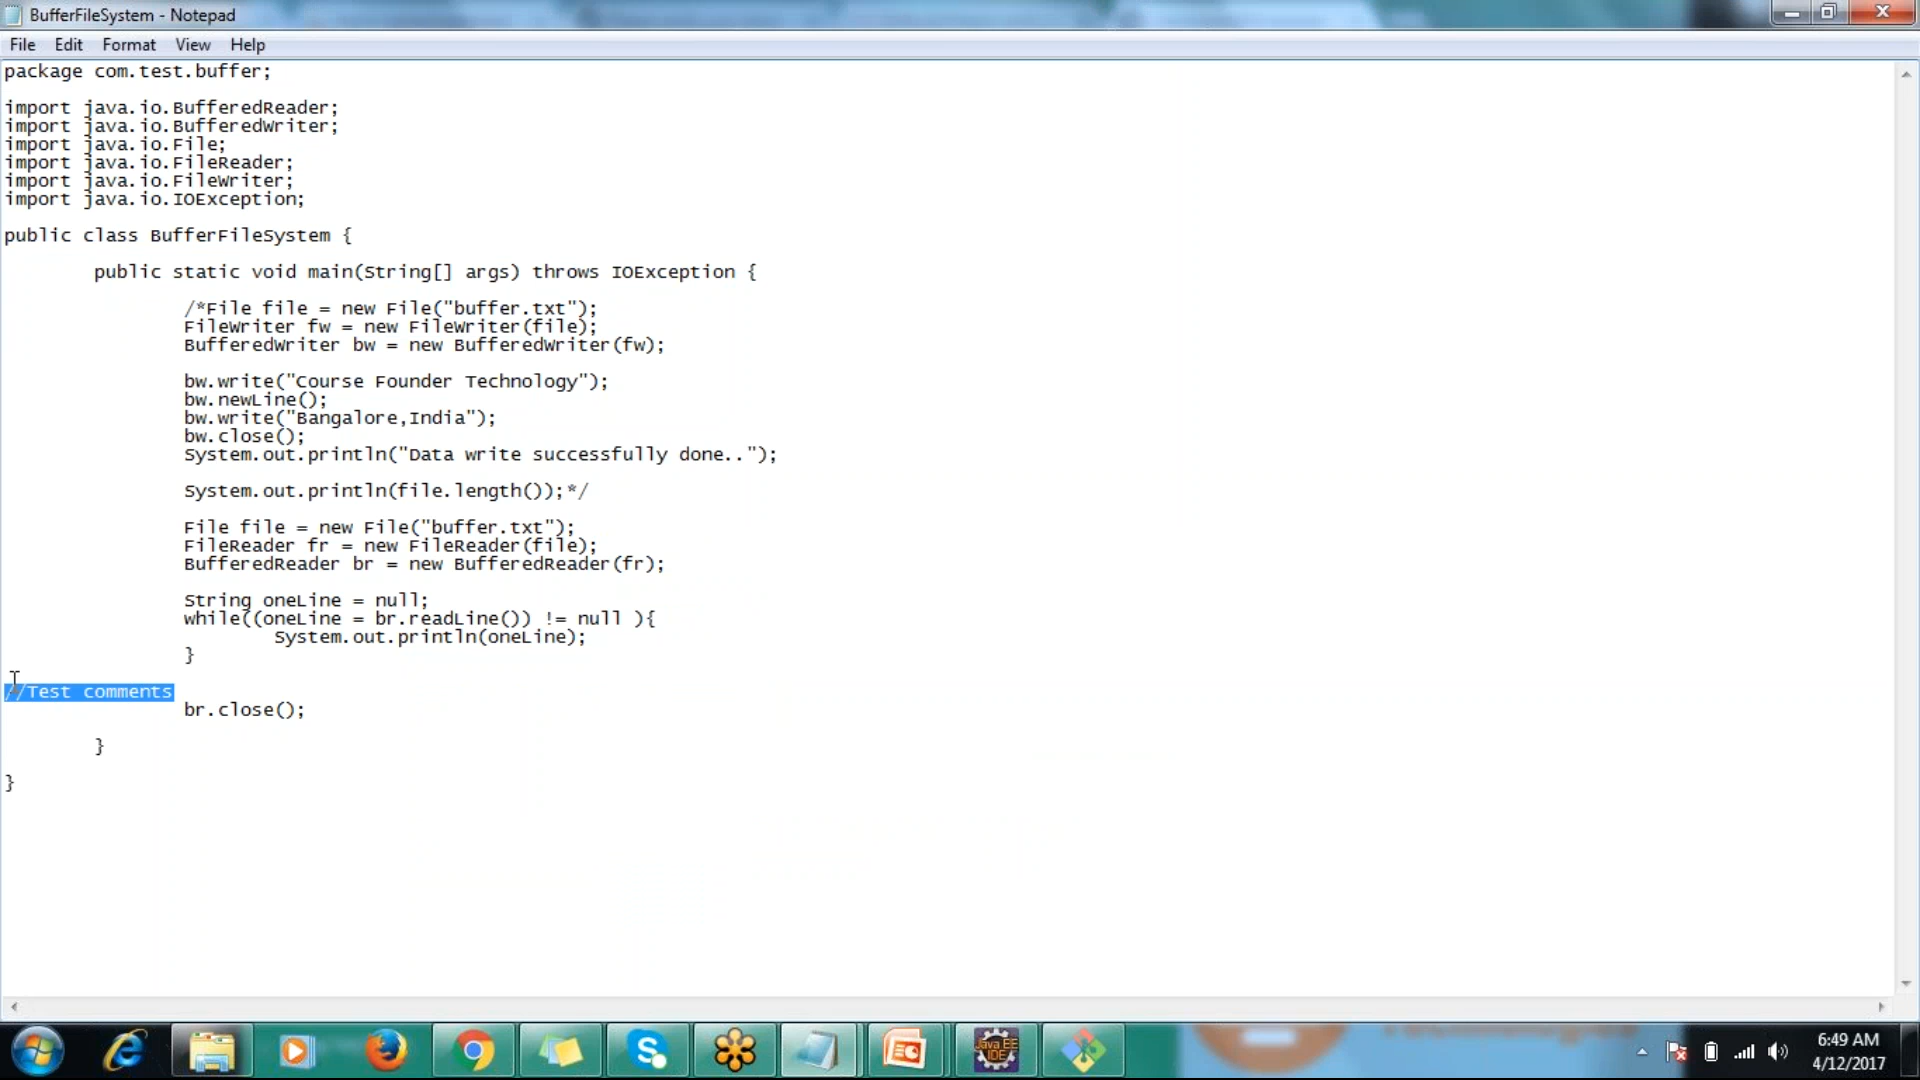 BufferFileSystem - Notepad
File Edit Format View Help
package com.test.buffer;
import java.io.BufferedReader;
import java.io.BufferedWriter;
import java.io.File;
import java.io.FileReader;
import java.io.FileWriter;
import java.io.IOException;
public class BufferFileSystem {
public static void main(String[] args) throws IOException {
/*File file = new File("buffer.txt");
FileWriter fw = new FileWriter(file);
BufferedWriter bw = new BufferedWriter(fw);
bw.write("Course Founder Technology");
bw.newLine();
bw.write("Bangalore,India");
bw.close();
System.out.println("Data write successfully done..");
System.out.println(file.length());*/
File file = new File("buffer.txt");
FileReader fr = new FileReader(file);
BufferedReader br = new BufferedReader(fr);
String oneLine = null;
while((oneLine = br.readLine()) != null ){
System.out.println(oneLine);
}
//Test comments
br.close();
}
}
Java EE
IDE
6:49 AM
4/12/2017